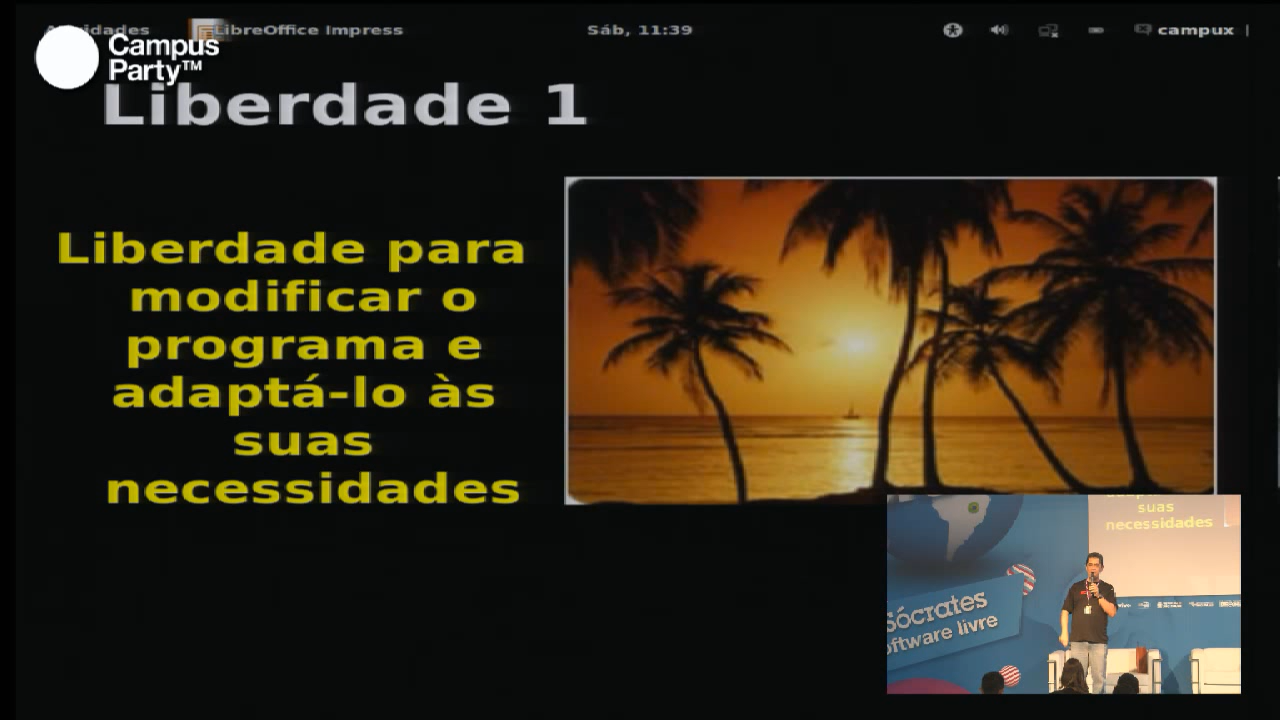 LibreOffice Impress
Sáb, 11:39
campux
Campus
Party™
Liberdade 1
Liberdade para
modificar o
programa e
adaptá-lo às
suas
necessidades
suas
necessidades
Sócrates
oftware livre